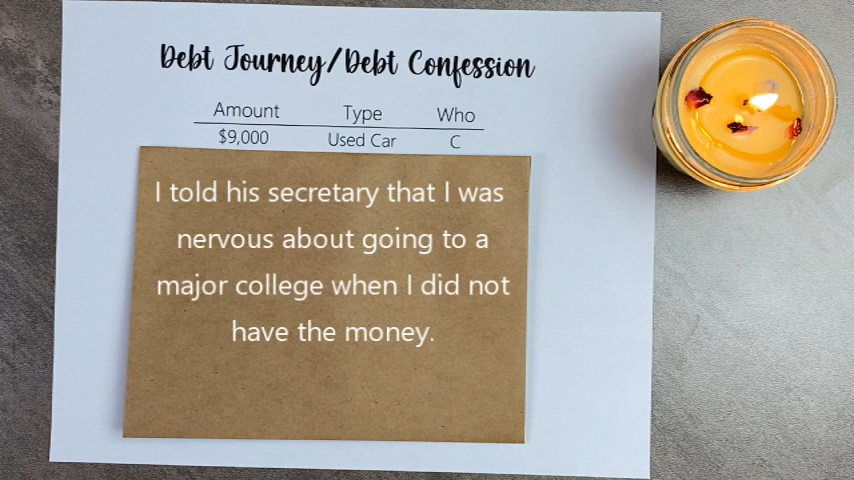 Debt Journey/Debt Confession
Amount Type Who
$9,000 Used Car C
I told his secretary that I was
nervous about going to a
major college when I did not
have the money.